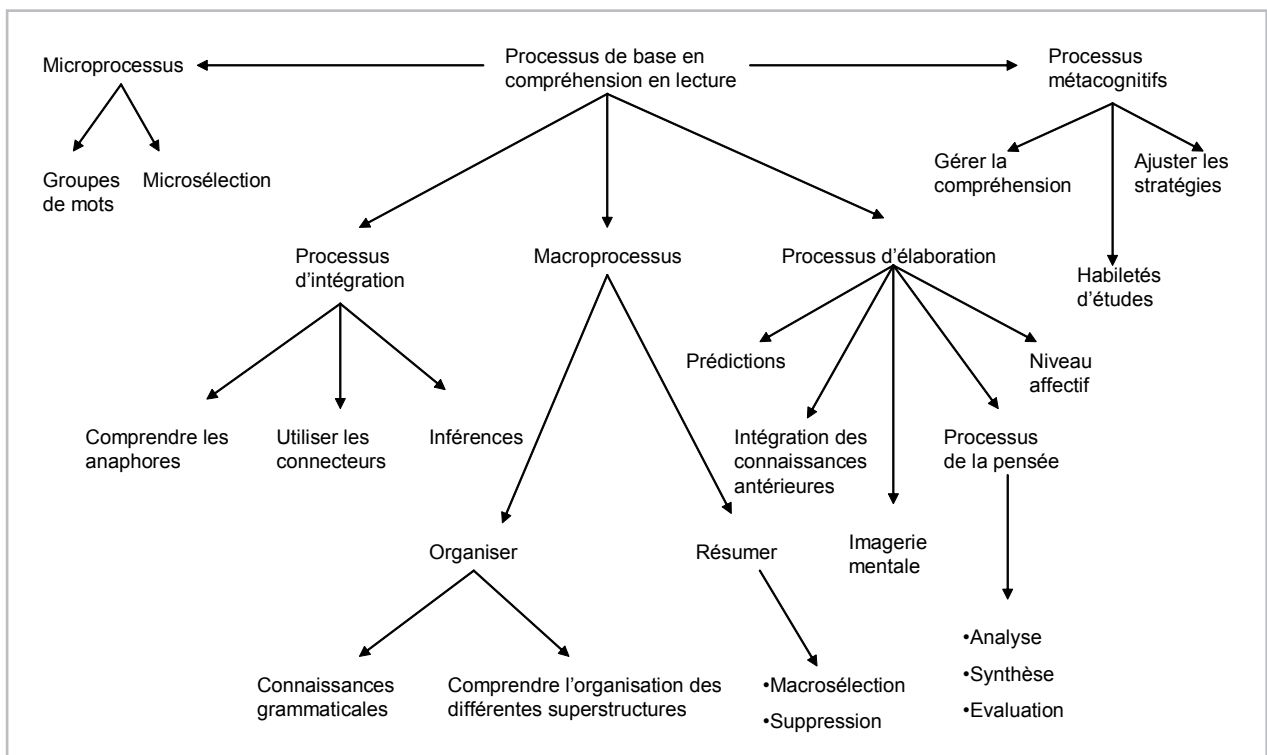 Processus de base en
compréhension en lecture
Microprocessus
Processus
métacognitifs
Groupes
de mots
Microsélection
Gérer la
compréhension
Ajuster les
stratégies
Habiletés
d’études
Processus
d’intégration
Macroprocessus
Processus d’élaboration
Prédictions
Niveau
affectif
Comprendre les
anaphores
Utiliser les
connecteurs
Inférences
Intégration des
connaissances
antérieures
Processus
de la pensée
Organiser
Résumer
Imagerie
mentale
Connaissances
grammaticales
Comprendre l’organisation des
différentes superstructures
•Macrosélection
•Suppression
•Analyse
•Synthèse
•Evaluation